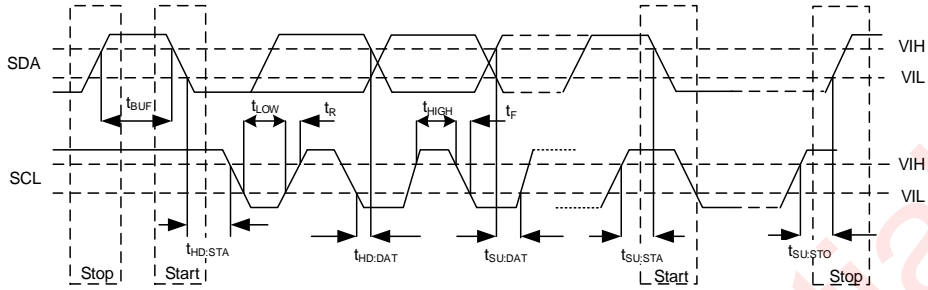 VIH
SDA
VIL
tBUF
tLOW
tR
tHIGH
tF
VIH
SCL
VIL
tHD:STA
tHD:DAT
tSU:DAT
tSU:STA
tSU:STO
Stop
Start
Start
Stop